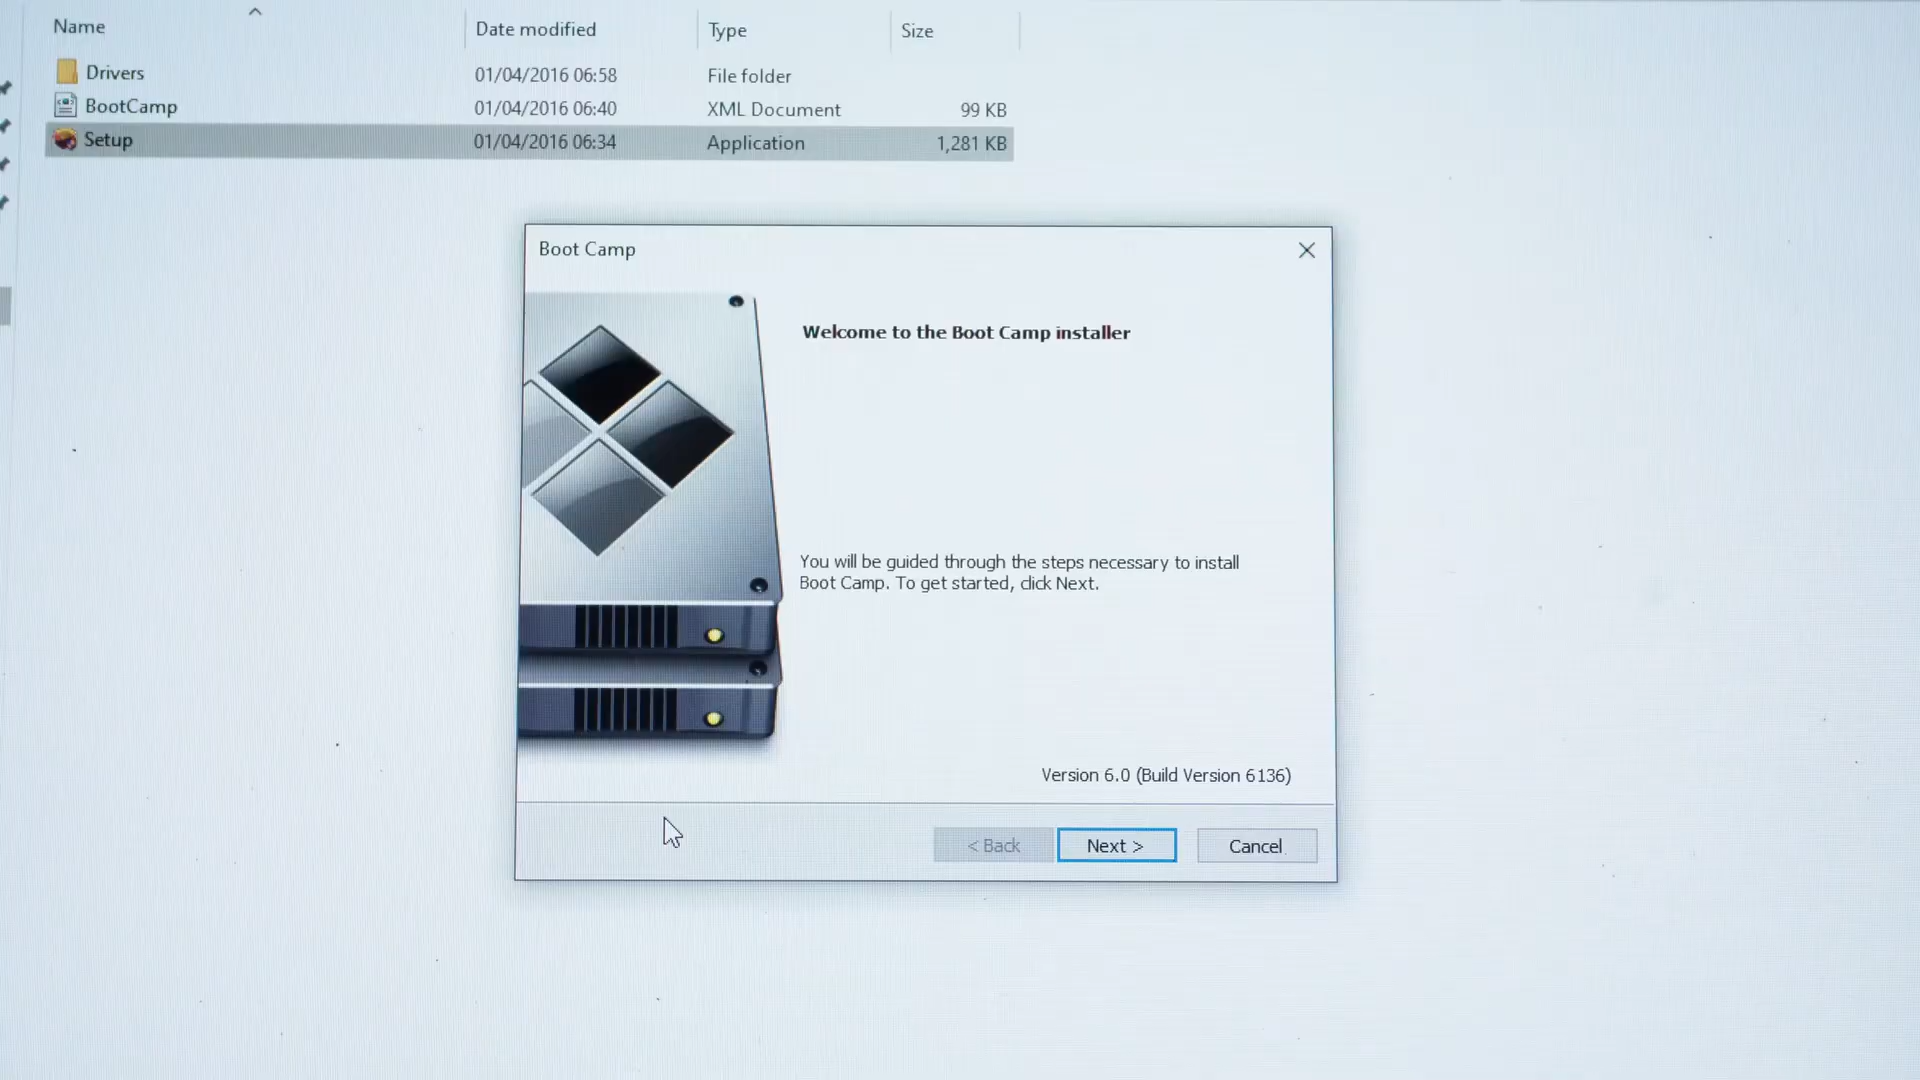 Name Date modified Type Size
Drivers 01/04/2016 06:58 File folder
BootCamp 01/04/2016 06:40 XML Document 99 KB
Setup 01/04/2016 06:34 Application 1,281 KB
Boot Camp
Welcome to the Boot Camp installer
You will be guided through the steps necessary to install
Boot Camp. To get started, click Next.
Version 6.0 (Build Version 6136)
< Back Next > Cancel